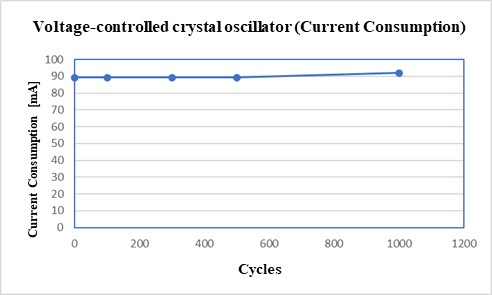 Voltage-controlled crystal oscillator (Current Consumption)
Current Consumption [mA]
100
90
80
70
60
50
40
30
20
10
0
0 200 400 600 800 1000 1200
Cycles